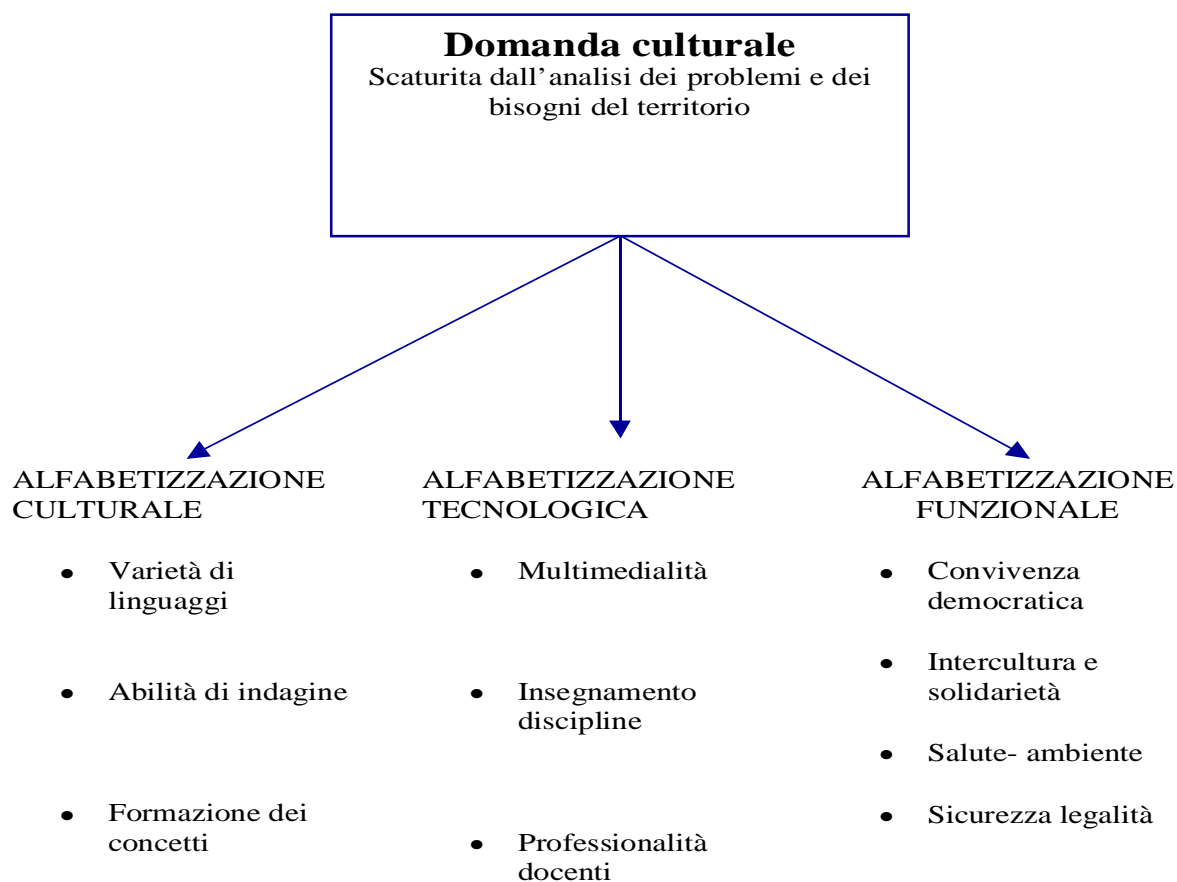 Domanda culturale
Scaturita dall'analisi dei problemi e dei
bisogni del territorio
ALFABETIZZAZIONE
CULTURALE
• Varietà di
linguaggi
• Abilità di indagine
• Formazione dei
concetti
ALFABETIZZAZIONE
TECNOLOGICA
• Multimedialità
• Insegnamento
discipline
• Professionalità
docenti
ALFABETIZZAZIONE
FUNZIONALE
• Convivenza
democratica
• Intercultura e
solidarietà
• Salute- ambiente
• Sicurezza legalità